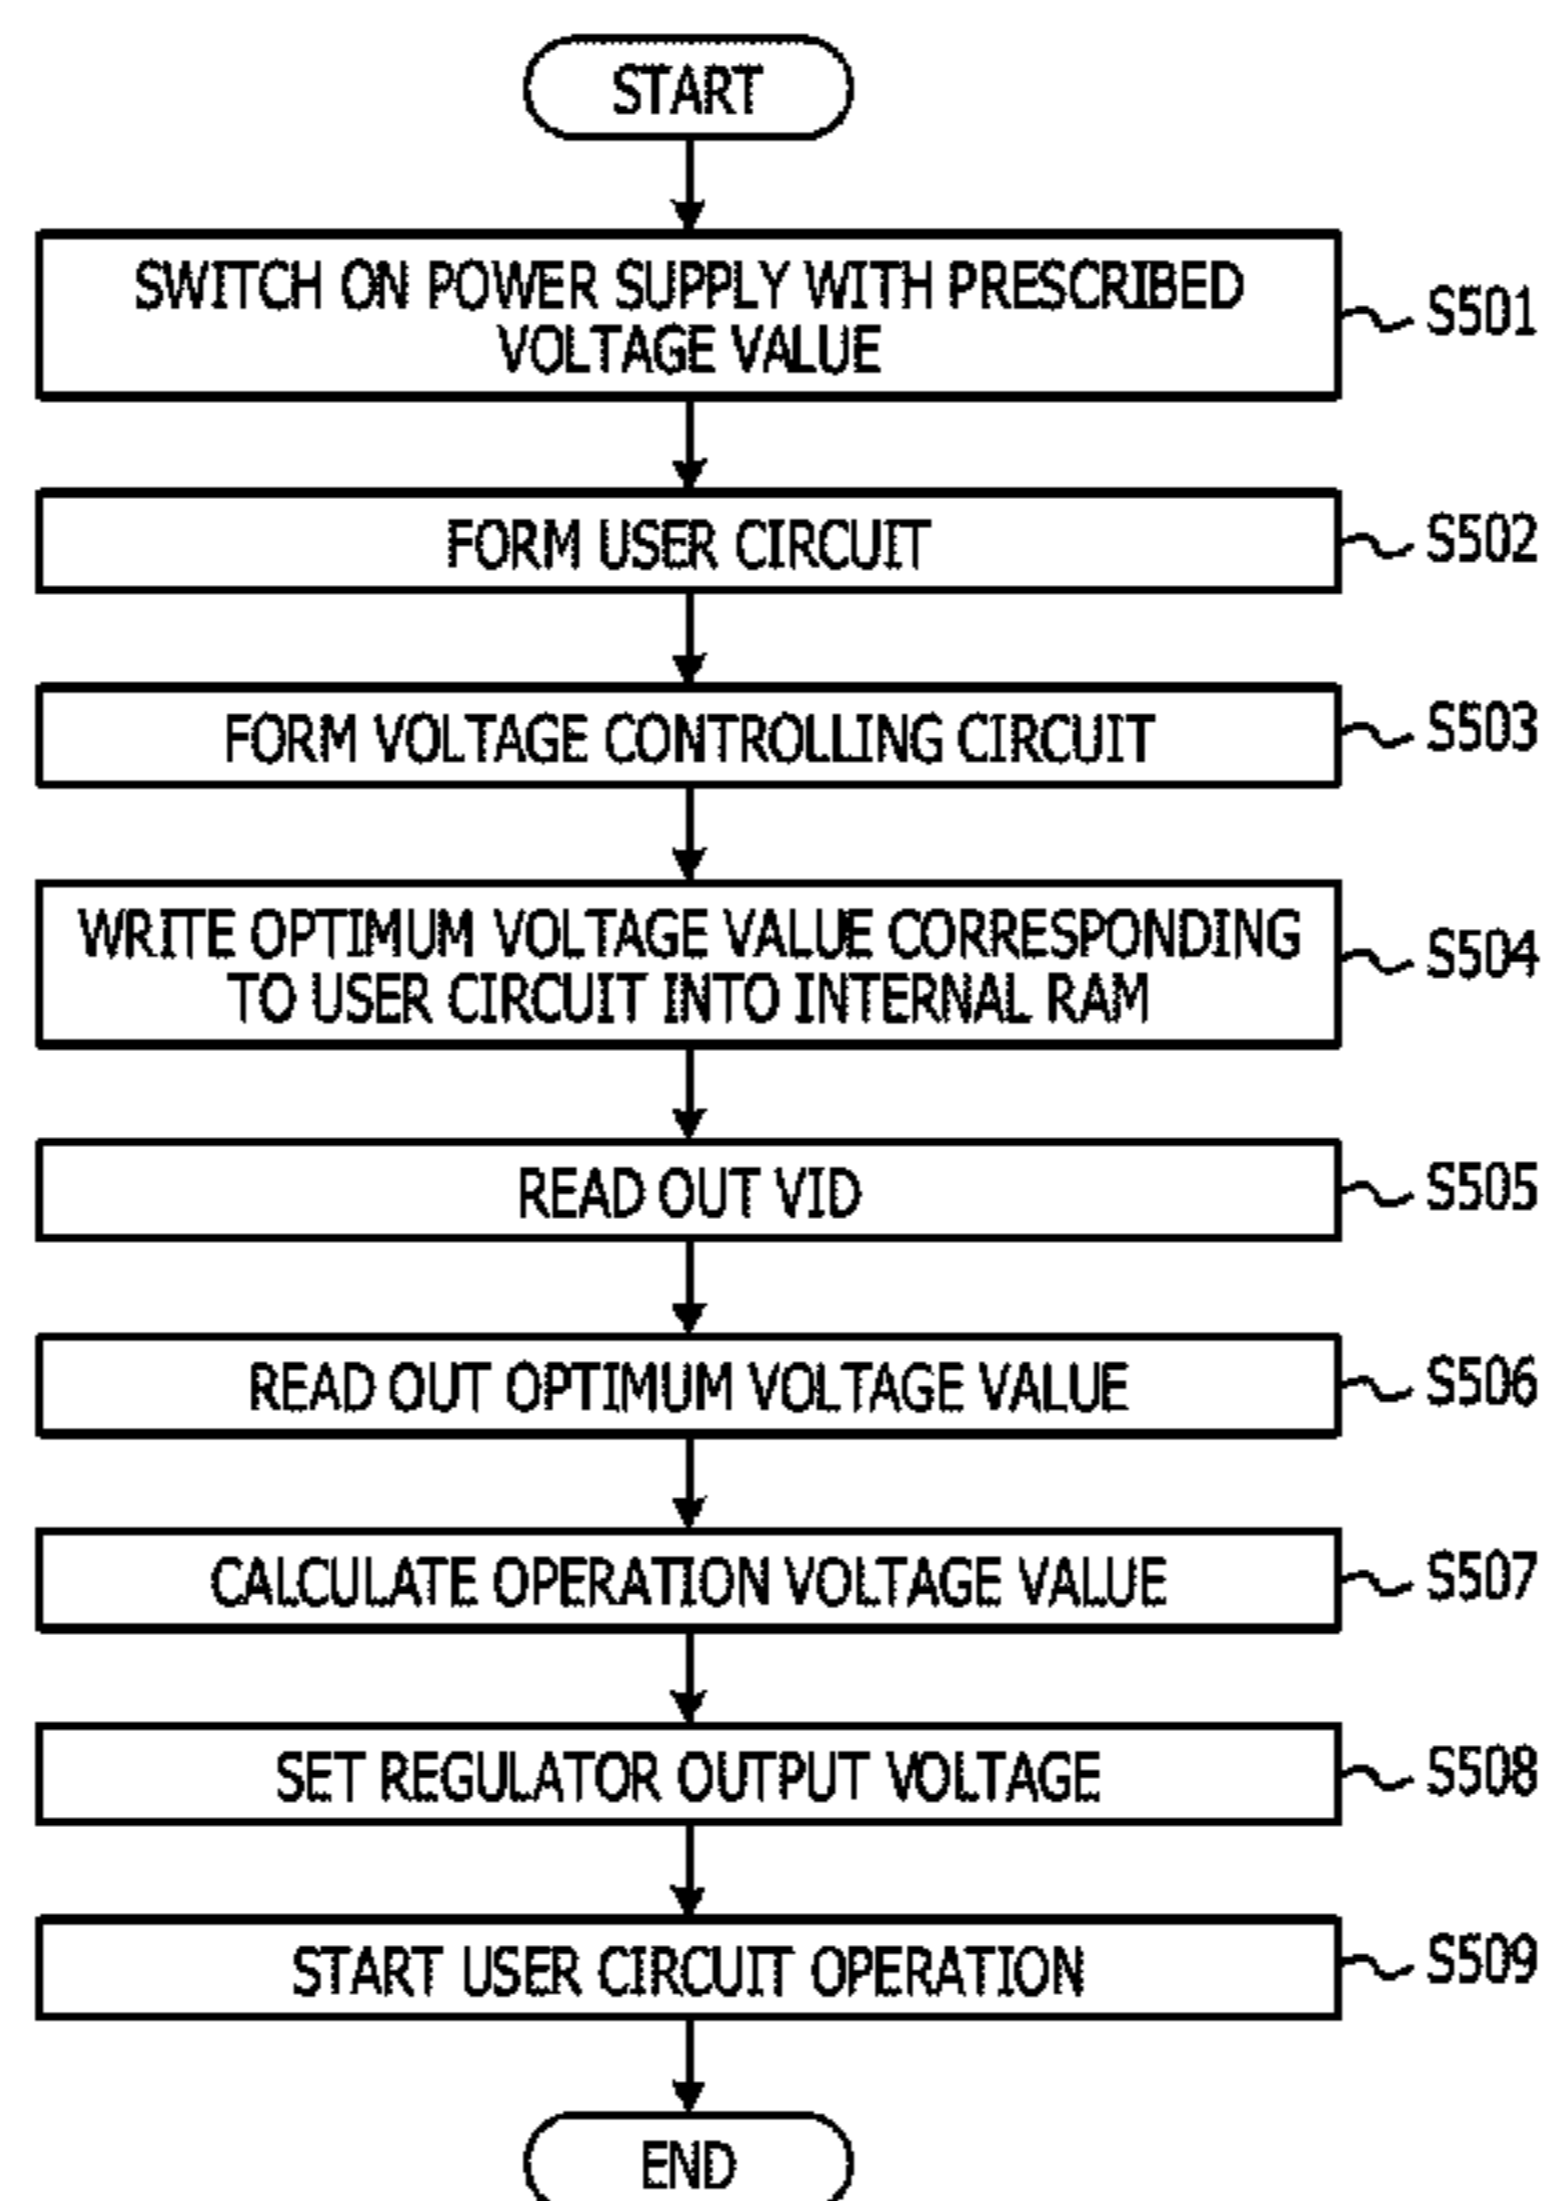 START
SWITCH ON POWER SUPPLY WITH PRESCRIBED
VOLTAGE VALUE
S501
FORM USER CIRCUIT
S502
FORM VOLTAGE CONTROLLING CIRCUIT
S503
WRITE OPTIMUM VOLTAGE VALUE CORRESPONDING
TO USER CIRCUIT INTO INTERNAL RAM
S504
READ OUT VID
S505
READ OUT OPTIMUM VOLTAGE VALUE
S506
CALCULATE OPERATION VOLTAGE VALUE
S507
SET REGULATOR OUTPUT VOLTAGE
S508
START USER CIRCUIT OPERATION
S509
END